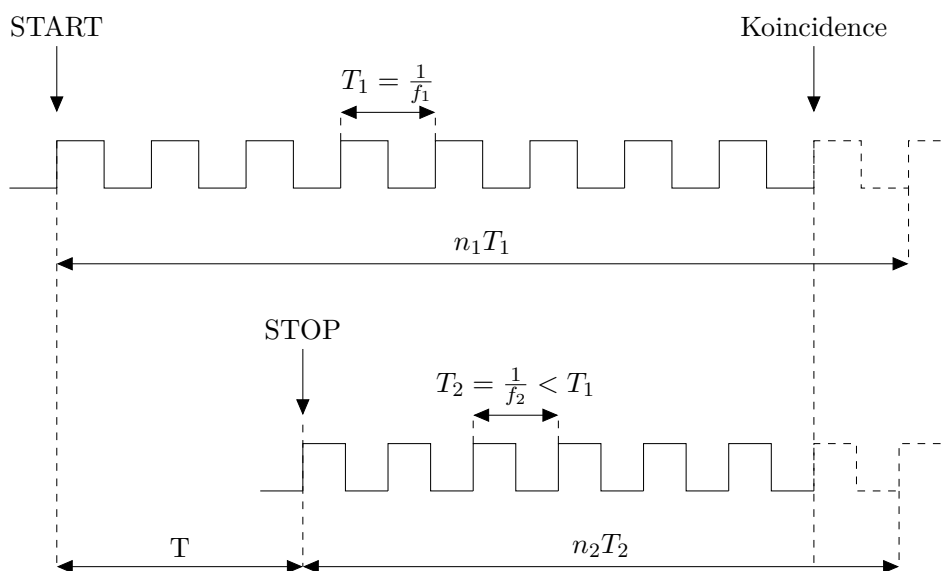 START
Koincidence
T₁ = 1/f₁
n₁T₁
STOP
T₂ = 1/f₂ < T₁
T
n₂T₂